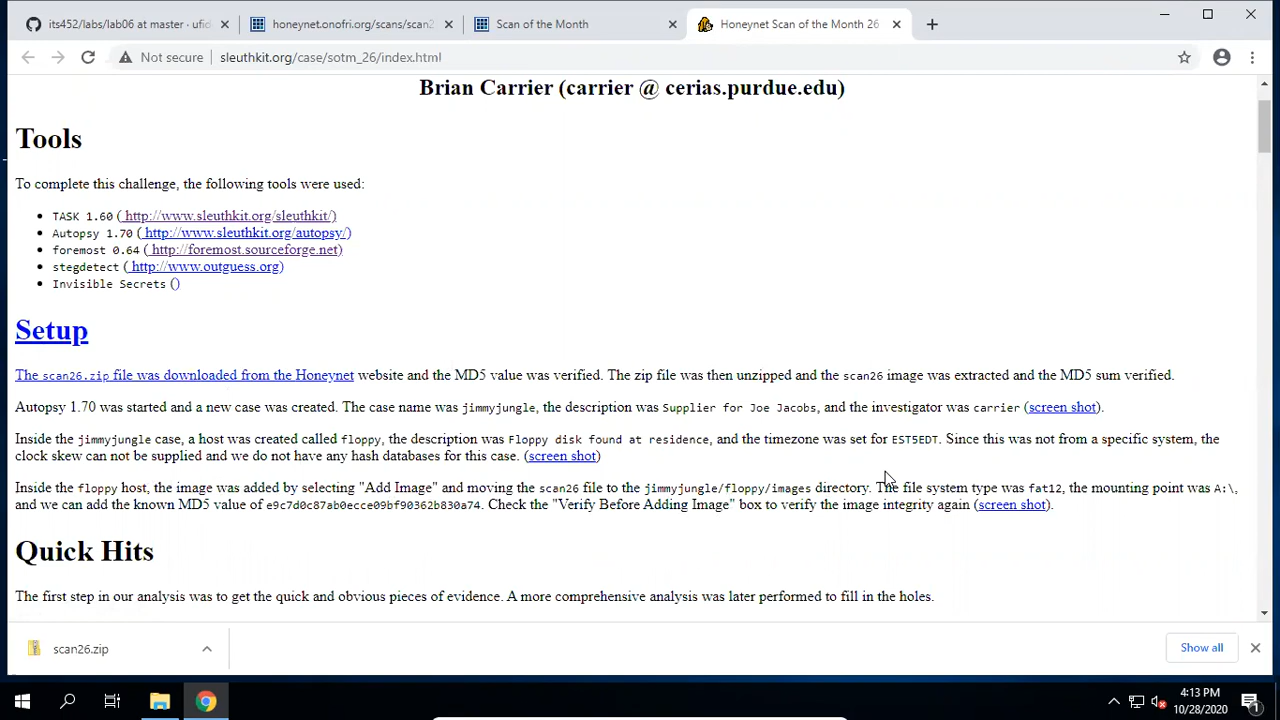 its452/labs/lab06 at master · ufid
honeynet.onofri.org/scans/scan2
Scan of the Month
Honeynet Scan of the Month 26
Not secure
sleuthkit.org/case/sotm_26/index.html
Brian Carrier (carrier @ cerias.purdue.edu)
Tools
To complete this challenge, the following tools were used:
TASK 1.60 ( http://www.sleuthkit.org/sleuthkit/)
Autopsy 1.70 ( http://www.sleuthkit.org/autopsy/)
foremost 0.64 ( http://foremost.sourceforge.net)
stegdetect ( http://www.outguess.org)
Invisible Secrets ()
Setup
The scan26.zip file was downloaded from the Honeynet website and the MD5 value was verified. The zip file was then unzipped and the scan26 image was extracted and the MD5 sum verified.
Autopsy 1.70 was started and a new case was created. The case name was jimmyjungle, the description was Supplier for Joe Jacobs, and the investigator was carrier (screen shot).
Inside the jimmyjungle case, a host was created called floppy, the description was Floppy disk found at residence, and the timezone was set for EST5EDT. Since this was not from a specific system, the
clock skew can not be supplied and we do not have any hash databases for this case. (screen shot)
Inside the floppy host, the image was added by selecting "Add Image" and moving the scan26 file to the jimmyjungle/floppy/images directory. The file system type was fat12, the mounting point was A:\,
and we can add the known MD5 value of e9c7d0c87ab0ecce09bf90362b830a74. Check the "Verify Before Adding Image" box to verify the image integrity again (screen shot).
Quick Hits
The first step in our analysis was to get the quick and obvious pieces of evidence. A more comprehensive analysis was later performed to fill in the holes.
scan26.zip
Show all
4:13 PM
10/28/2020
1